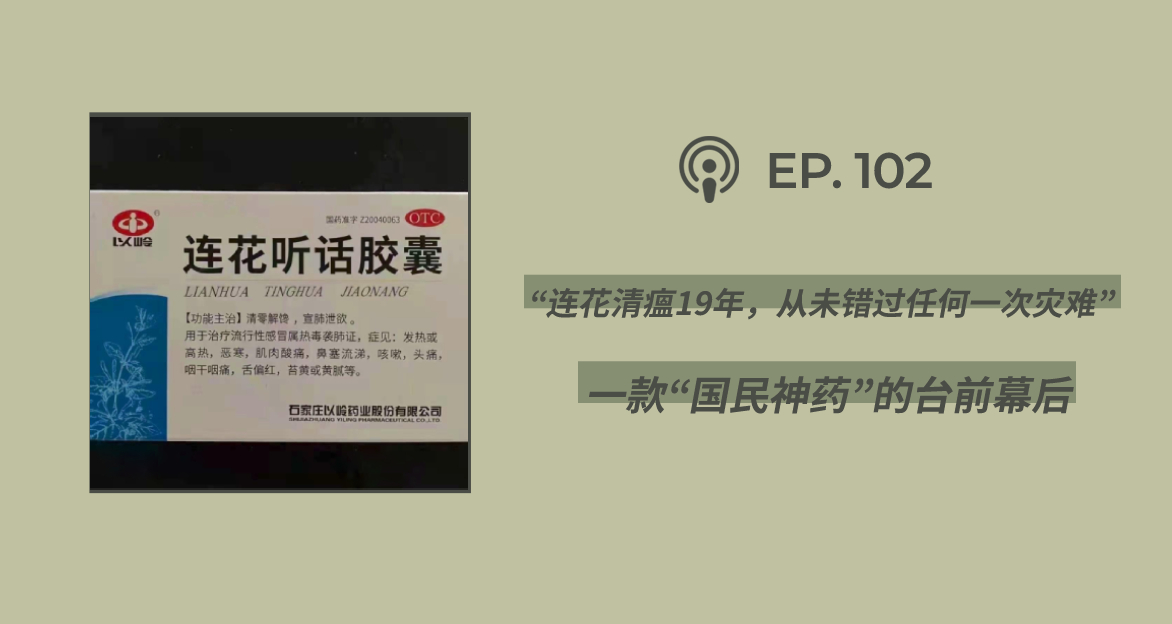 以岭
®
国药准字 Z20040063 OTC
连花听话胶囊
LIANHUA TINGHUA JIAONANG
【功能主治】清零解馋，宣肺泄欲。
用于治疗流行性感冒属热毒袭肺证，症见：发热或
高热，恶寒，肌肉酸痛，鼻塞流涕，咳嗽，头痛，
咽干咽痛，舌偏红，苔黄或黄腻等。
石家庄以岭药业股份有限公司
SHIJIAZHUANG YILING PHARMACEUTICAL CO.,LTD.
EP. 102
“连花清瘟19年，从未错过任何一次灾难”
一款“国民神药”的台前幕后